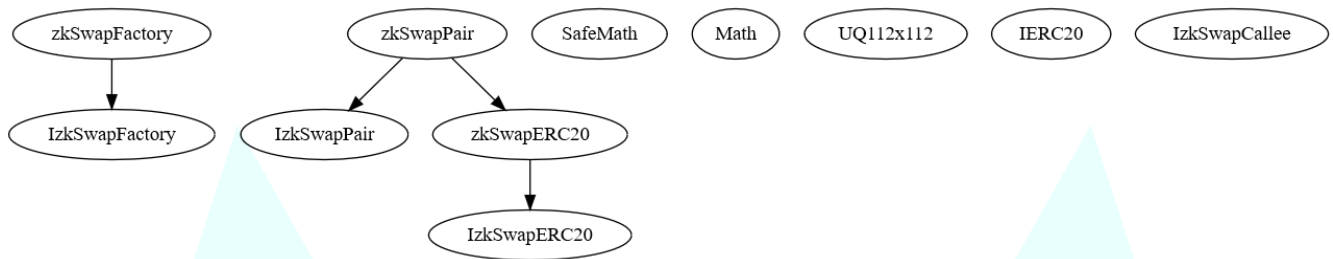 zkSwapFactory
zkSwapPair
SafeMath
Math
UQ112x112
IERC20
IzkSwapCallee
IzkSwapFactory
IzkSwapPair
zkSwapERC20
IzkSwapERC20